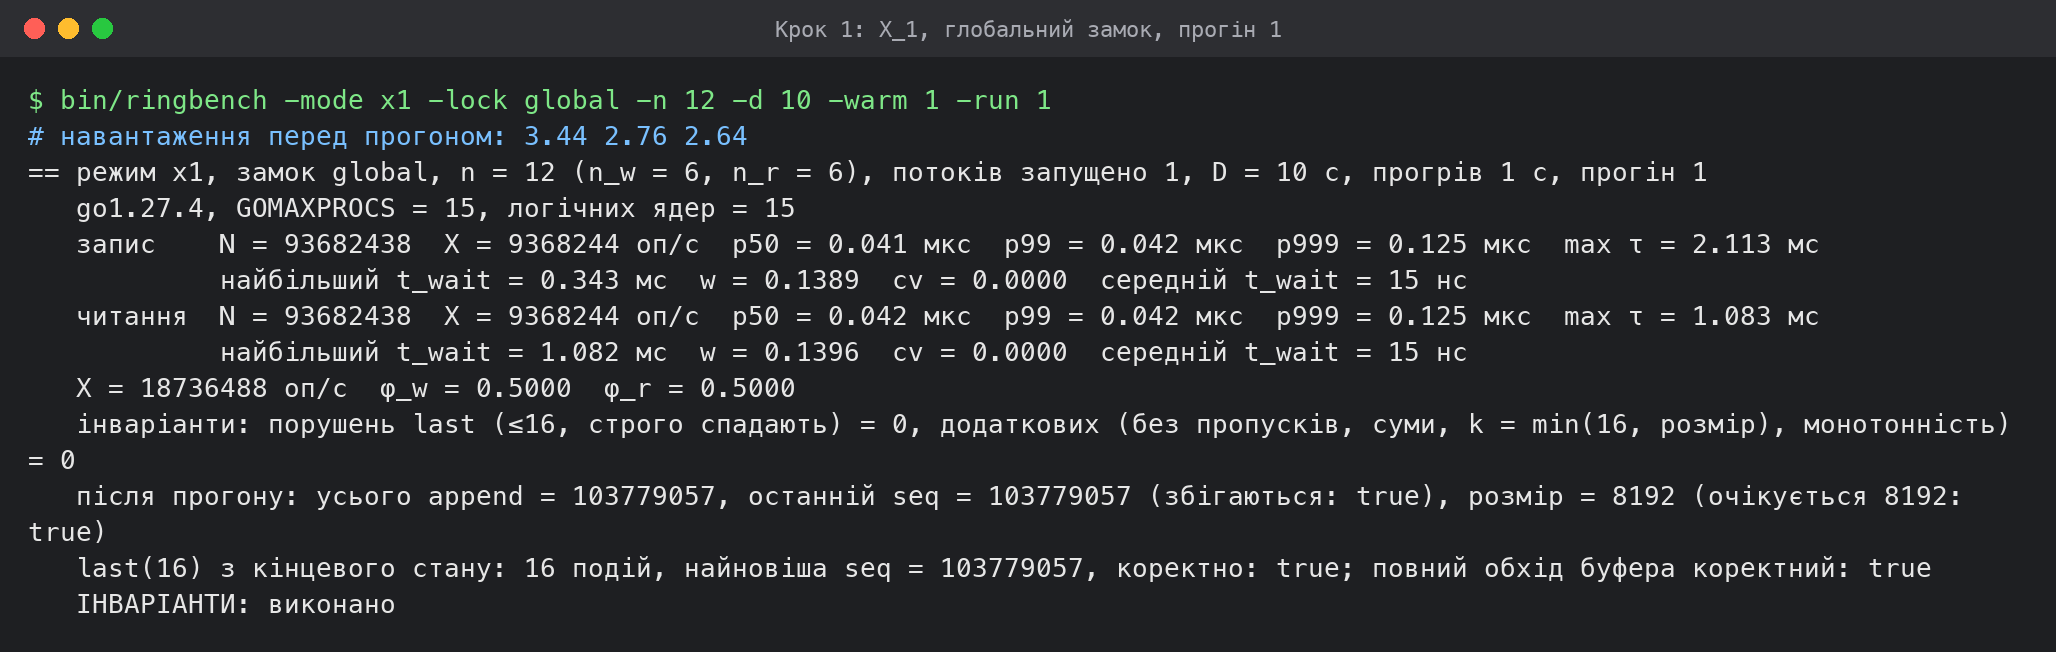 Крок 1: X_1, глобальний замок, прогін 1
$ bin/ringbench −mode x1 −lock global −n 12 −d 10 −warm 1 −run 1
# навантаження перед прогоном: 3.44 2.76 2.64
== режим x1, замок global, n = 12 (n_w = 6, n_r = 6), потоків запущено 1, D = 10 с, прогрів 1 с, прогін 1
go1.27.4, GOMAXPROCS = 15, логічних ядер = 15
запис N = 93682438 X = 9368244 оп/с p50 = 0.041 мкс p99 = 0.042 мкс p999 = 0.125 мкс max τ = 2.113 мс
найбільший t_wait = 0.343 мс w = 0.1389 cv = 0.0000 середній t_wait = 15 нс
читання N = 93682438 X = 9368244 оп/с p50 = 0.042 мкс p99 = 0.042 мкс p999 = 0.125 мкс max τ = 1.083 мс
найбільший t_wait = 1.082 мс w = 0.1396 cv = 0.0000 середній t_wait = 15 нс
X = 18736488 оп/с φ_w = 0.5000 φ_r = 0.5000
інваріанти: порушень last (≤16, строго спадають) = 0, додаткових (без пропусків, суми, k = min(16, розмір), монотонність)
= 0
після прогону: усього append = 103779057, останній seq = 103779057 (збігаються: true), розмір = 8192 (очікується 8192:
true)
last(16) з кінцевого стану: 16 подій, найновіша seq = 103779057, коректно: true; повний обхід буфера коректний: true
ІНВАРІАНТИ: виконано